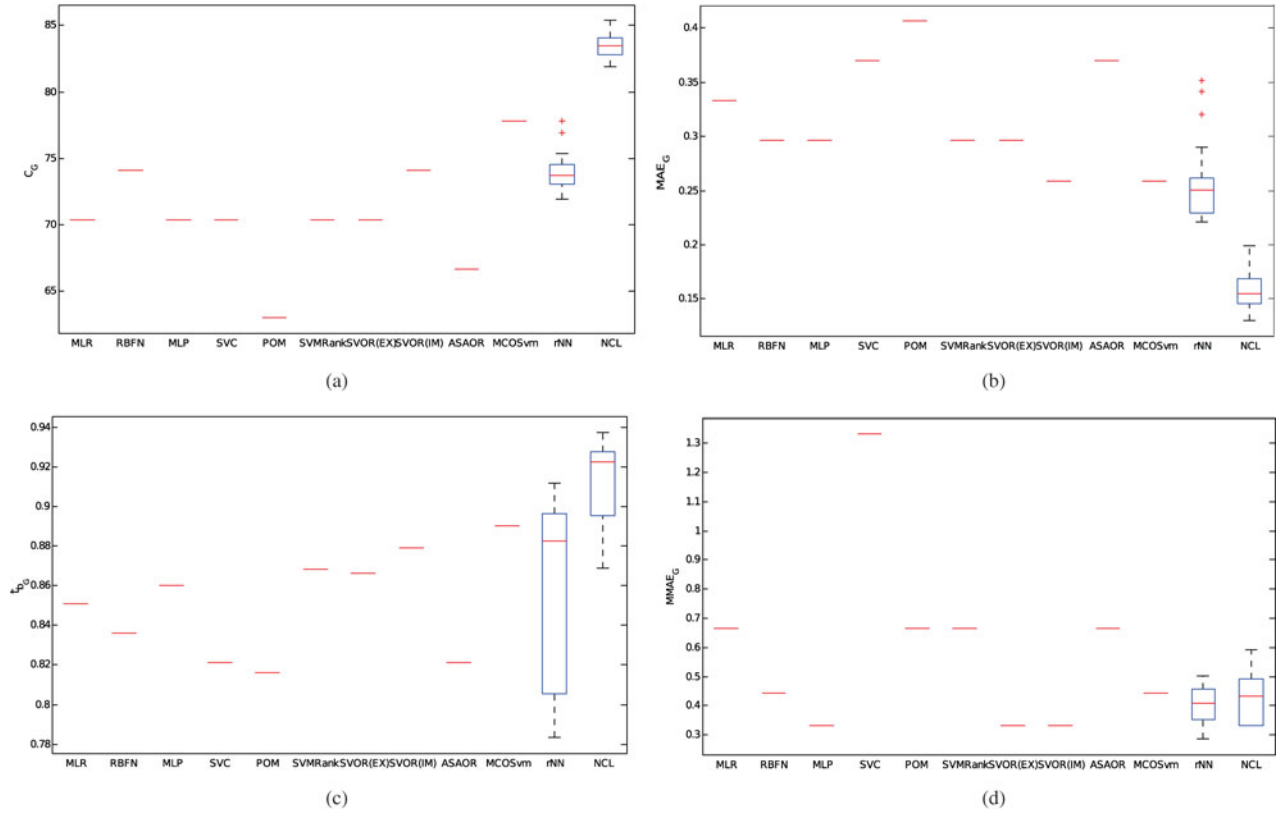 85
80
75
70
65
C_G
MLR RBFN MLP SVC POM SVMRank SVOR(EX) SVOR(IM) ASAOR MCOSvm rNN NCL
(a)
0.4
0.35
0.3
0.25
0.2
0.15
MAE_G
MLR RBFN MLP SVC POM SVMRank SVOR(EX) SVOR(IM) ASAOR MCOSvm rNN NCL
(b)
0.94
0.92
0.9
0.88
0.86
0.84
0.82
0.8
0.78
t_b_G
MLR RBFN MLP SVC POM SVMRank SVOR(EX) SVOR(IM) ASAOR MCOSvm rNN NCL
(c)
1.3
1.2
1.1
1
0.9
0.8
0.7
0.6
0.5
0.4
0.3
MMAE_G
MLR RBFN MLP SVC POM SVMRank SVOR(EX) SVOR(IM) ASAOR MCOSvm rNN NCL
(d)